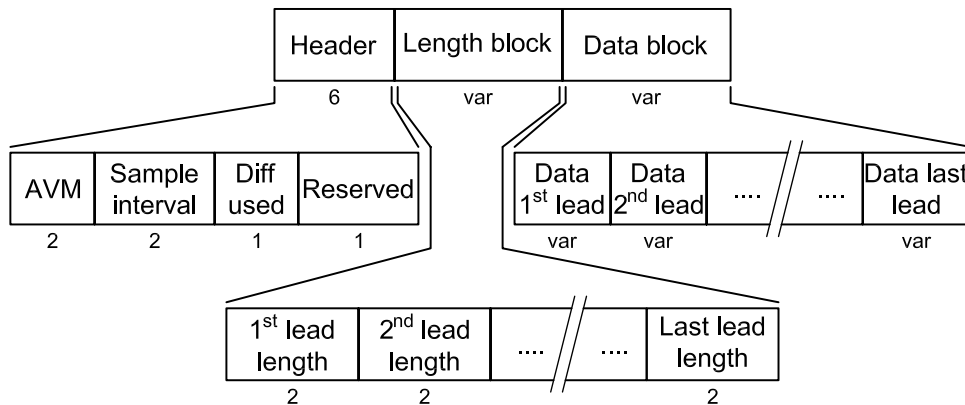 Header Length block Data block
6 var var
AVM Sample interval Diff used Reserved
2 2 1 1
Data 1st lead Data 2nd lead .... .... Data last lead
var var var
1st lead length 2nd lead length .... .... Last lead length
2 2 2